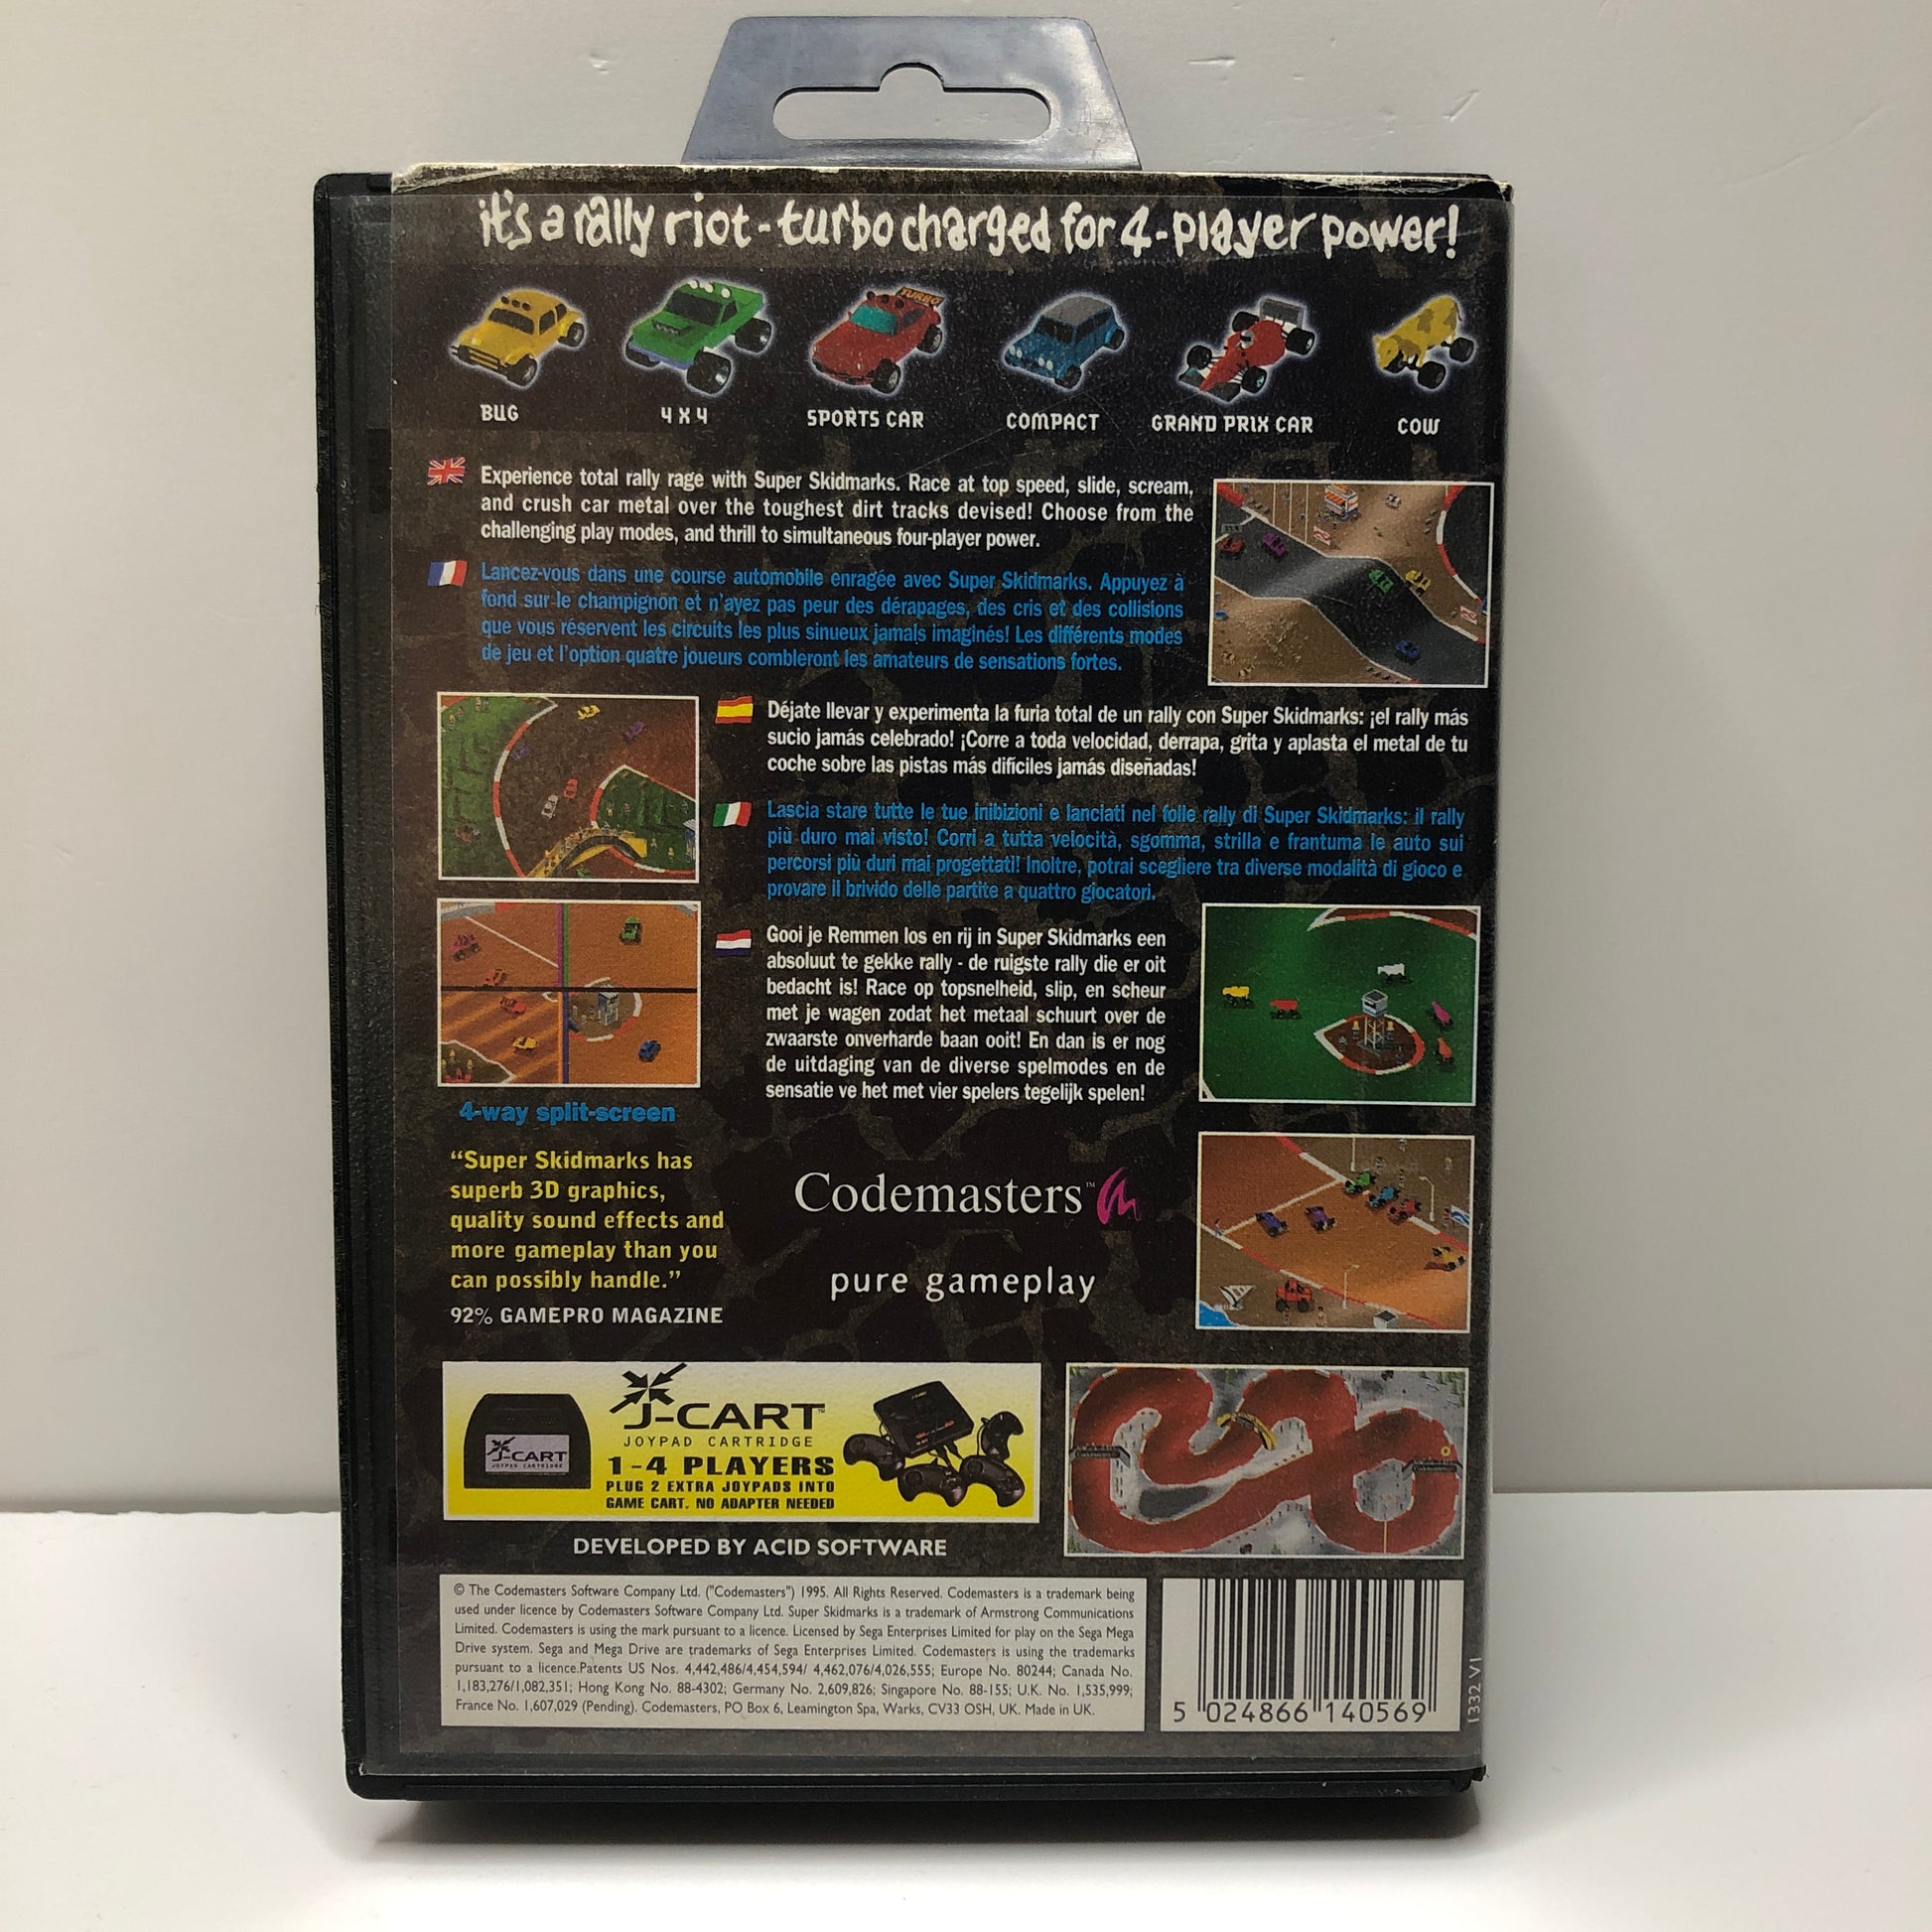 it's a rally riot - turbo charged for 4-player power!
TURBO
BUG
4 X 4
SPORTS CAR
COMPACT
GRAND PRIX CAR
COW
Experience total rally rage with Super Skidmarks. Race at top speed, slide, scream,
and crush car metal over the toughest dirt tracks devised! Choose from the
challenging play modes, and thrill to simultaneous four-player power.
Lancez-vous dans une course automobile enragée avec Super Skidmarks. Appuyez à
fond sur le champignon et n'ayez pas peur des dérapages, des cris et des collisions
que vous réservent les circuits les plus sinueux jamais imaginés! Les différents modes
de jeu et l'option quatre joueurs combleront les amateurs de sensations fortes.
Déjate llevar y experimenta la furia total de un rally con Super Skidmarks: ¡el rally más
sucio jamás celebrado! ¡Corre a toda velocidad, derrapa, grita y aplasta el metal de tu
coche sobre las pistas más difíciles jamás diseñadas!
Lascia stare tutte le tue inibizioni e lanciati nel folle rally di Super Skidmarks: il rally
più duro mai visto! Corri a tutta velocità, sgomma, strilla e frantuma le auto sui
percorsi più duri mai progettati! Inoltre, potrai scegliere tra diverse modalità di gioco e
provare il brivido delle partite a quattro giocatori.
Gooi je Remmen los en rij in Super Skidmarks een
absoluut te gekke rally - de ruigste rally die er oit
bedacht is! Race op topsnelheid, slip, en scheur
met je wagen zodat het metaal schuurt over de
zwaarste onverharde baan ooit! En dan is er nog
de uitdaging van de diverse spelmodes en de
sensatie ve het met vier spelers tegelijk spelen!
4-way split-screen
“Super Skidmarks has
superb 3D graphics,
quality sound effects and
more gameplay than you
can possibly handle.”
92% GAMEPRO MAGAZINE
Codemasters™
pure gameplay
J-CART
JOYPAD CARTRIDGE
J-CART™
JOYPAD CARTRIDGE
1-4 PLAYERS
PLUG 2 EXTRA JOYPADS INTO
GAME CART. NO ADAPTER NEEDED
DEVELOPED BY ACID SOFTWARE
© The Codemasters Software Company Ltd. ("Codemasters") 1995. All Rights Reserved. Codemasters is a trademark being
used under licence by Codemasters Software Company Ltd. Super Skidmarks is a trademark of Armstrong Communications
Limited. Codemasters is using the mark pursuant to a licence. Licensed by Sega Enterprises Limited for play on the Sega Mega
Drive system. Sega and Mega Drive are trademarks of Sega Enterprises Limited. Codemasters is using the trademarks
pursuant to a licence.Patents US Nos. 4,442,486/4,454,594/ 4,462,076/4,026,555; Europe No. 80244; Canada No.
1,183,276/1,082,351; Hong Kong No. 88-4302; Germany No. 2,609,826; Singapore No. 88-155; U.K. No. 1,535,999;
France No. 1,607,029 (Pending). Codemasters, PO Box 6, Leamington Spa, Warks, CV33 OSH, UK. Made in UK.
5 024866 140569
1332 V1